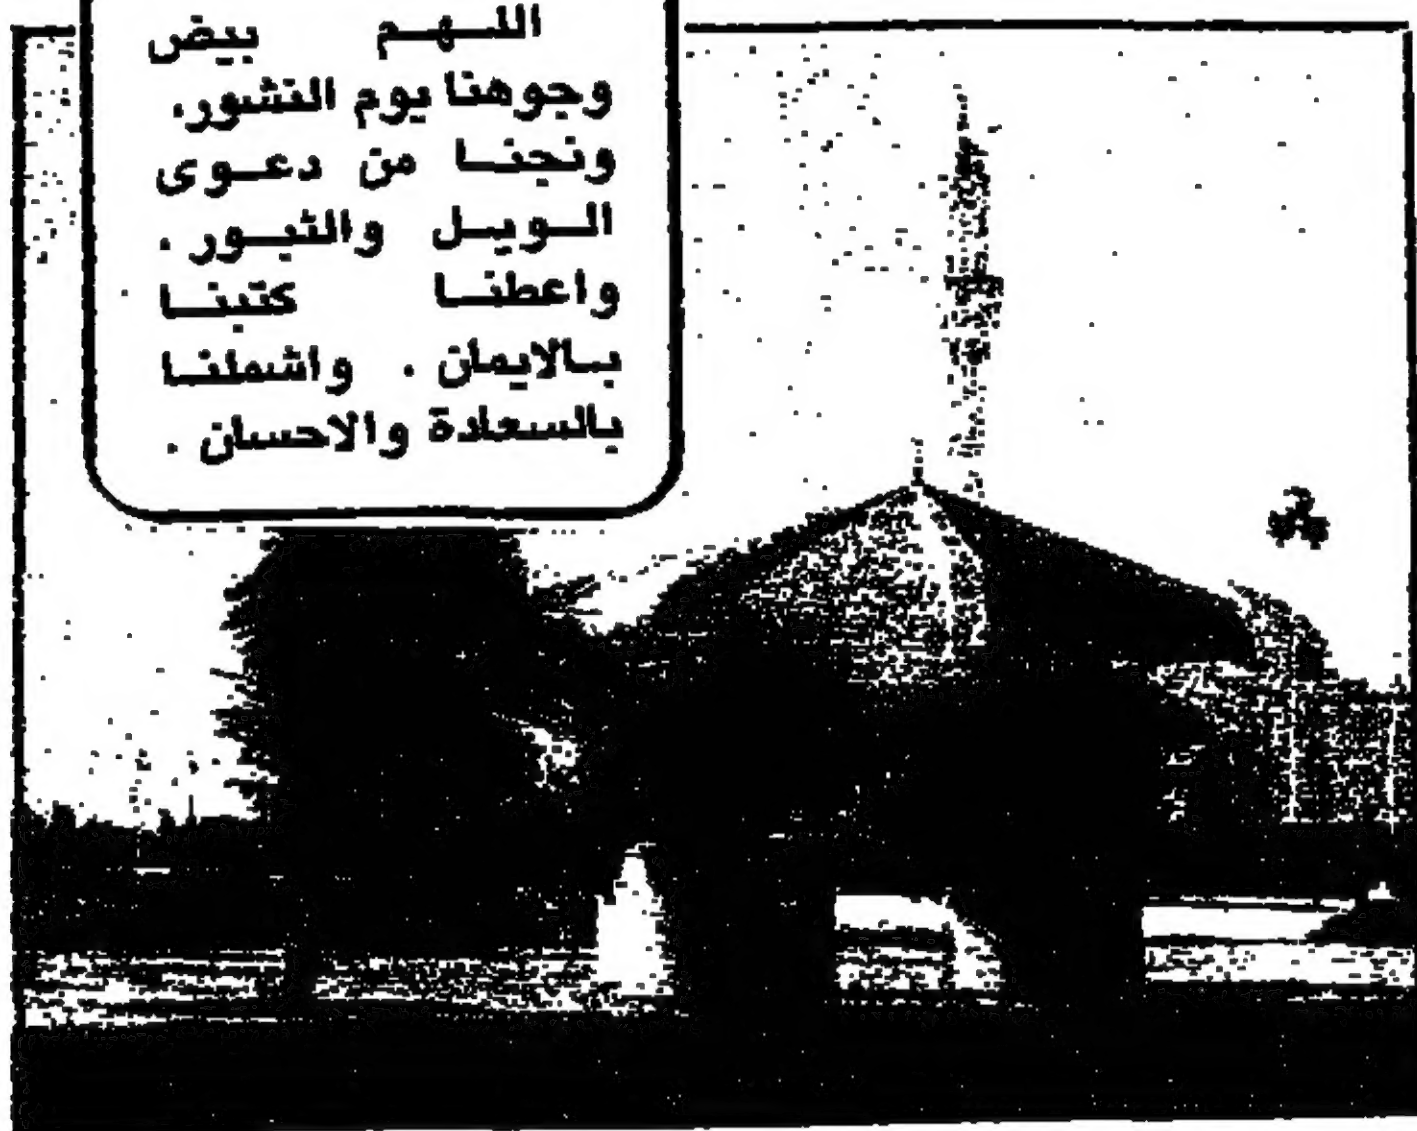 اللهم بيض
وجوهنا يوم النشور.
ونجنا من دعوى
الويل والثبور.
واعطنا كتبنا
بالايمان. واشملنا
بالسعادة والاحسان.